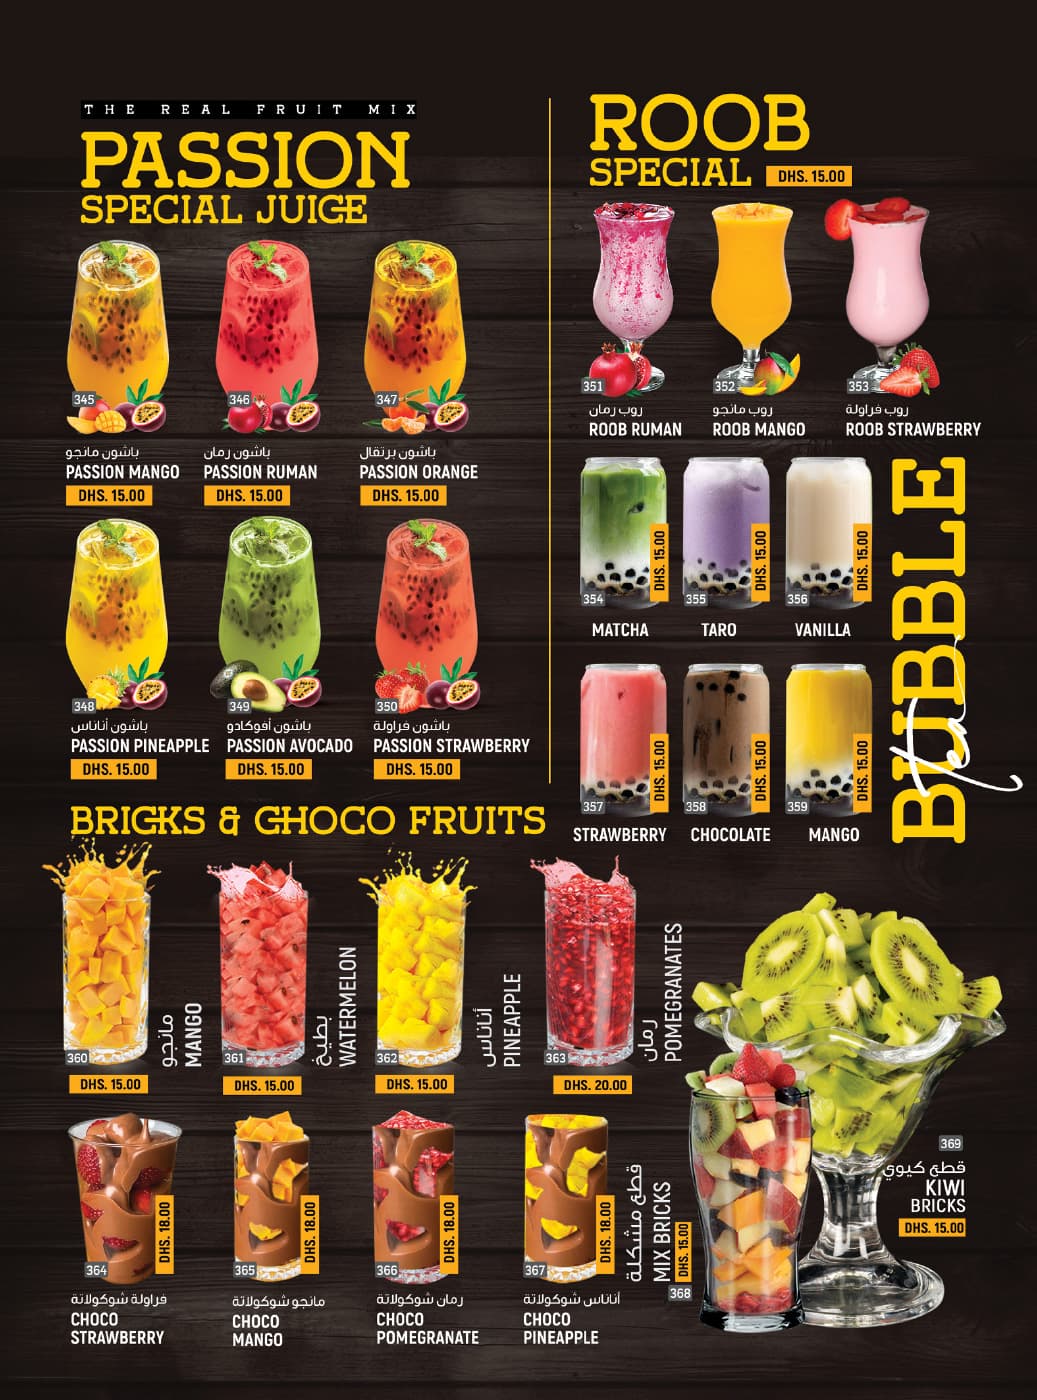 THE REAL FRUIT MIX
PASSION
SPECIAL JUIGE
345
346
347
باشون مانجو
PASSION MANGO
DHS. 15.00
باشون رمان
PASSION RUMAN
DHS. 15.00
باشون برتقال
PASSION ORANGE
DHS. 15.00
348
349
350
باشون أناناس
PASSION PINEAPPLE
DHS. 15.00
باشون أفوكادو
PASSION AVOCADO
DHS. 15.00
باشون فراولة
PASSION STRAWBERRY
DHS. 15.00
ROOB
SPECIAL
DHS. 15.00
351
352
353
روب رمان
ROOB RUMAN
روب مانجو
ROOB MANGO
روب فراولة
ROOB STRAWBERRY
BUBBLE
tea
354
DHS. 15.00
MATCHA
355
DHS. 15.00
TARO
356
DHS. 15.00
VANILLA
357
DHS. 15.00
STRAWBERRY
358
DHS. 15.00
CHOCOLATE
359
DHS. 15.00
MANGO
BRIGKS & GHOCO FRUITS
360
مانجو
MANGO
DHS. 15.00
361
بطيخ
WATERMELON
DHS. 15.00
362
أناناس
PINEAPPLE
DHS. 15.00
363
رمان
POMEGRANATES
DHS. 20.00
364
DHS. 18.00
فراولة شوكولاتة
CHOCO
STRAWBERRY
365
DHS. 18.00
مانجو شوكولاتة
CHOCO
MANGO
366
DHS. 18.00
رمان شوكولاتة
CHOCO
POMEGRANATE
367
DHS. 18.00
أناناس شوكولاتة
CHOCO
PINEAPPLE
قطع مشكلة
MIX BRICKS
DHS. 15.00
368
369
قطع كيوي
KIWI
BRICKS
DHS. 15.00